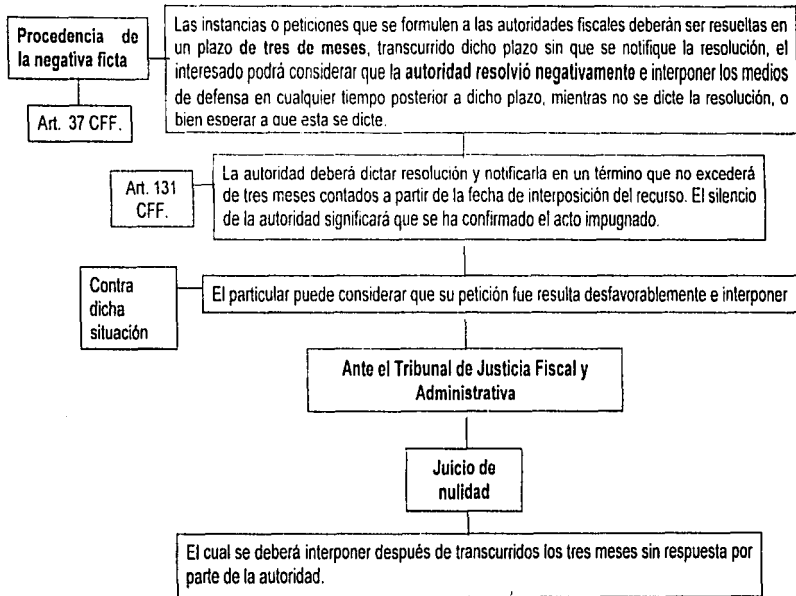 Procedencia de
la negativa ficta
Las instancias o peticiones que se formulen a las autoridades fiscales deberán ser resueltas en
un plazo de tres de meses, transcurrido dicho plazo sin que se notifique la resolución, el
interesado podrá considerar que la autoridad resolvió negativamente e interponer los medios
de defensa en cualquier tiempo posterior a dicho plazo, mientras no se dicte la resolución, o
bien esperar a que esta se dicte.
Art. 37 CFF.
Art. 131
CFF.
La autoridad deberá dictar resolución y notificarla en un término que no excederá
de tres meses contados a partir de la fecha de interposición del recurso. El silencio
de la autoridad significará que se ha confirmado el acto impugnado.
Contra
dicha
situación
El particular puede considerar que su petición fue resulta desfavorablemente e interponer
Ante el Tribunal de Justicia Fiscal y
Administrativa
Juicio de
nulidad
El cual se deberá interponer después de transcurridos los tres meses sin respuesta por
parte de la autoridad.